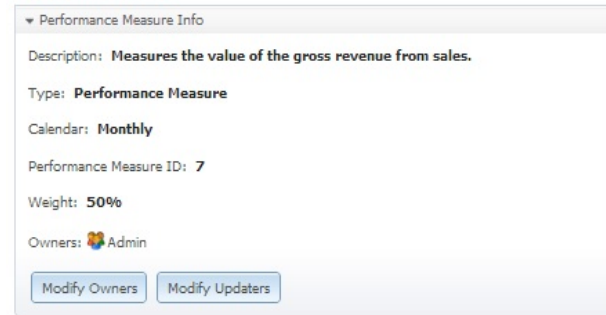 Performance Measure Info
Description: Measures the value of the gross revenue from sales.
Type: Performance Measure
Calendar: Monthly
Performance Measure ID: 7
Weight: 50%
Owners: Admin
Modify Owners Modify Updaters